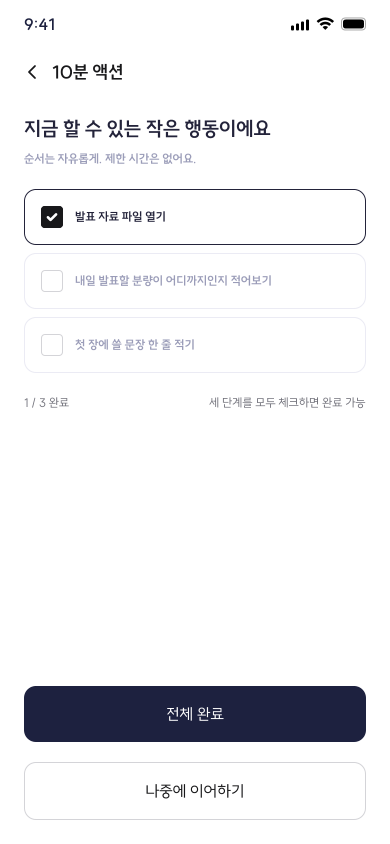 9:41
10분 액션
지금 할 수 있는 작은 행동이에요
순서는 자유롭게. 제한 시간은 없어요.
발표 자료 파일 열기
내일 발표할 분량이 어디까지인지 적어보기
첫 장에 쓸 문장 한 줄 적기
1 / 3 완료
세 단계를 모두 체크하면 완료 가능
전체 완료
나중에 이어하기